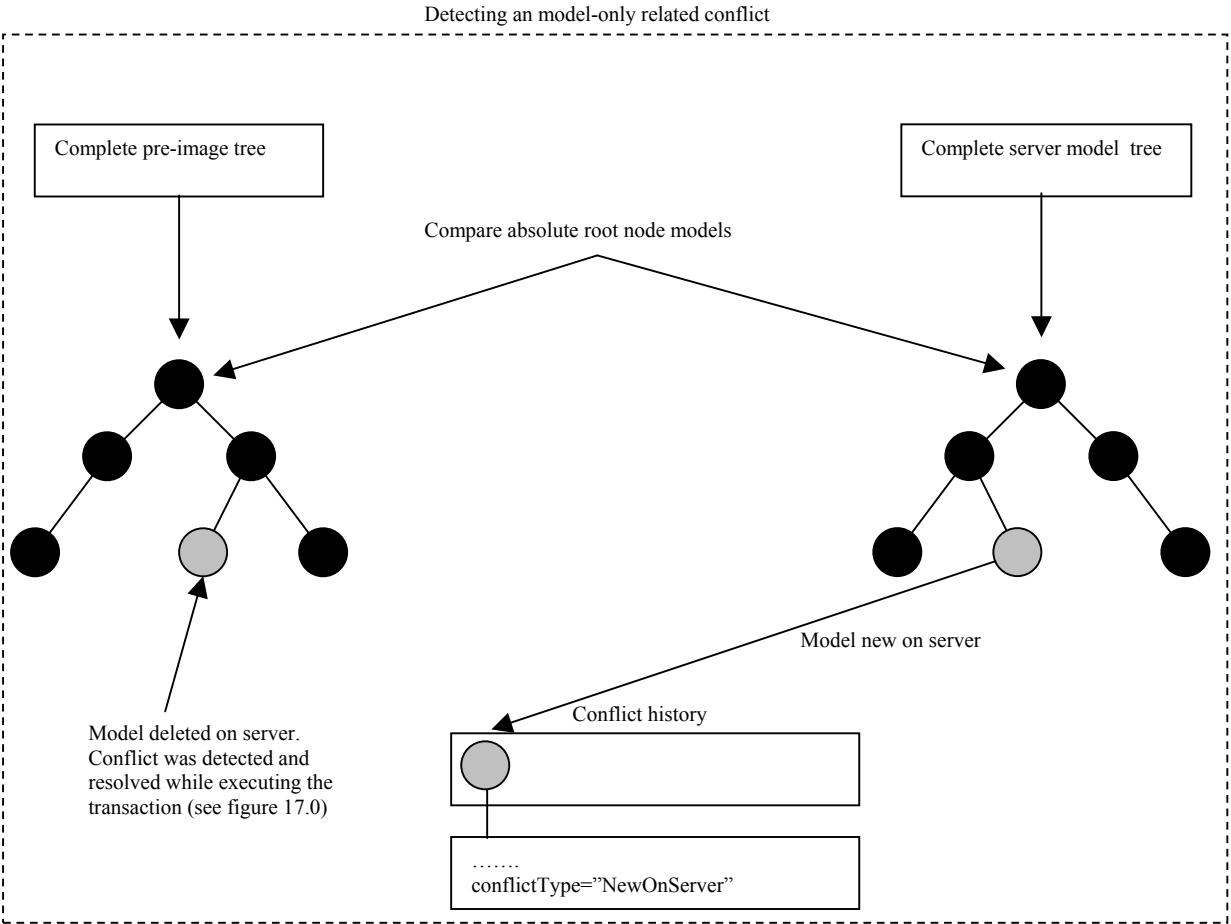 Detecting an model-only related conflict
Complete pre-image tree
Complete server model tree
Compare absolute root node models
Model new on server
Conflict history
Model deleted on server.
Conflict was detected and
resolved while executing the
transaction (see figure 17.0)
…….
conflictType=”NewOnServer”